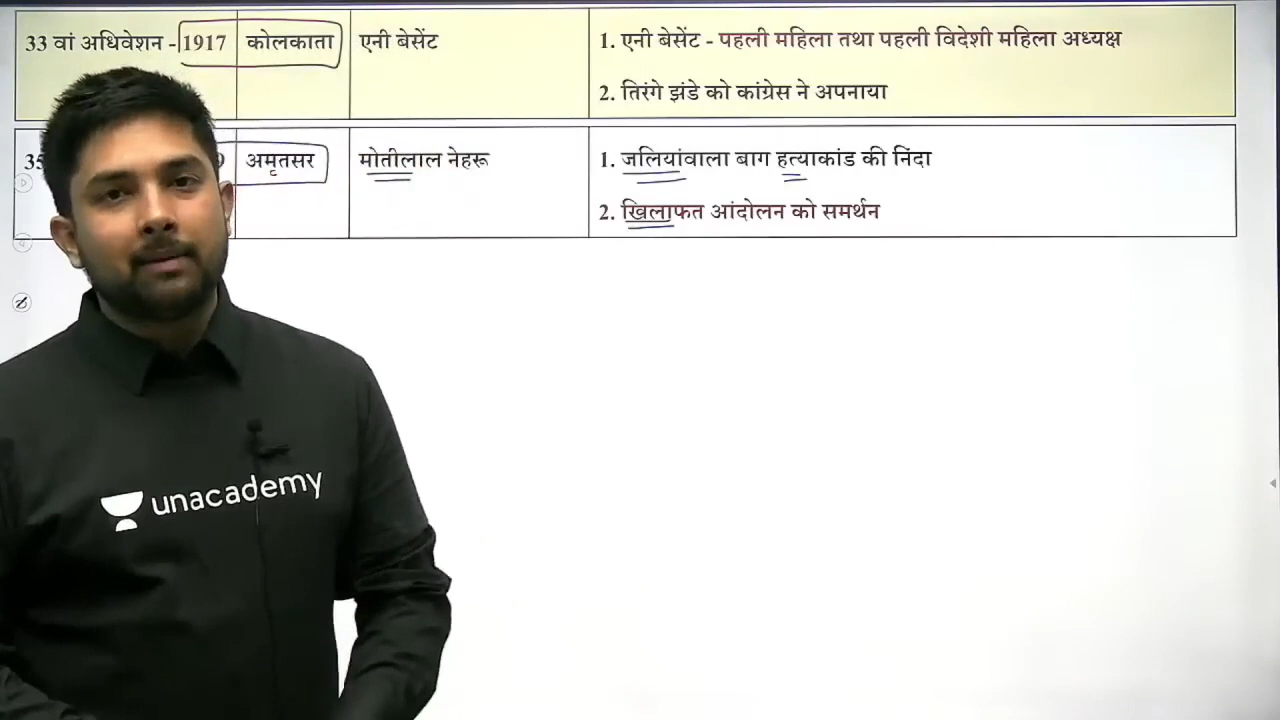 33 वां अधिवेशन - 1917 कोलकाता एनी बेसेंट 1. एनी बेसेंट - पहली महिला तथा पहली विदेशी महिला अध्यक्ष
2. तिरंगे झंडे को कांग्रेस ने अपनाया
35 अमृतसर मोतीलाल नेहरू 1. जलियांवाला बाग हत्याकांड की निंदा
2. खिलाफत आंदोलन को समर्थन
unacademy